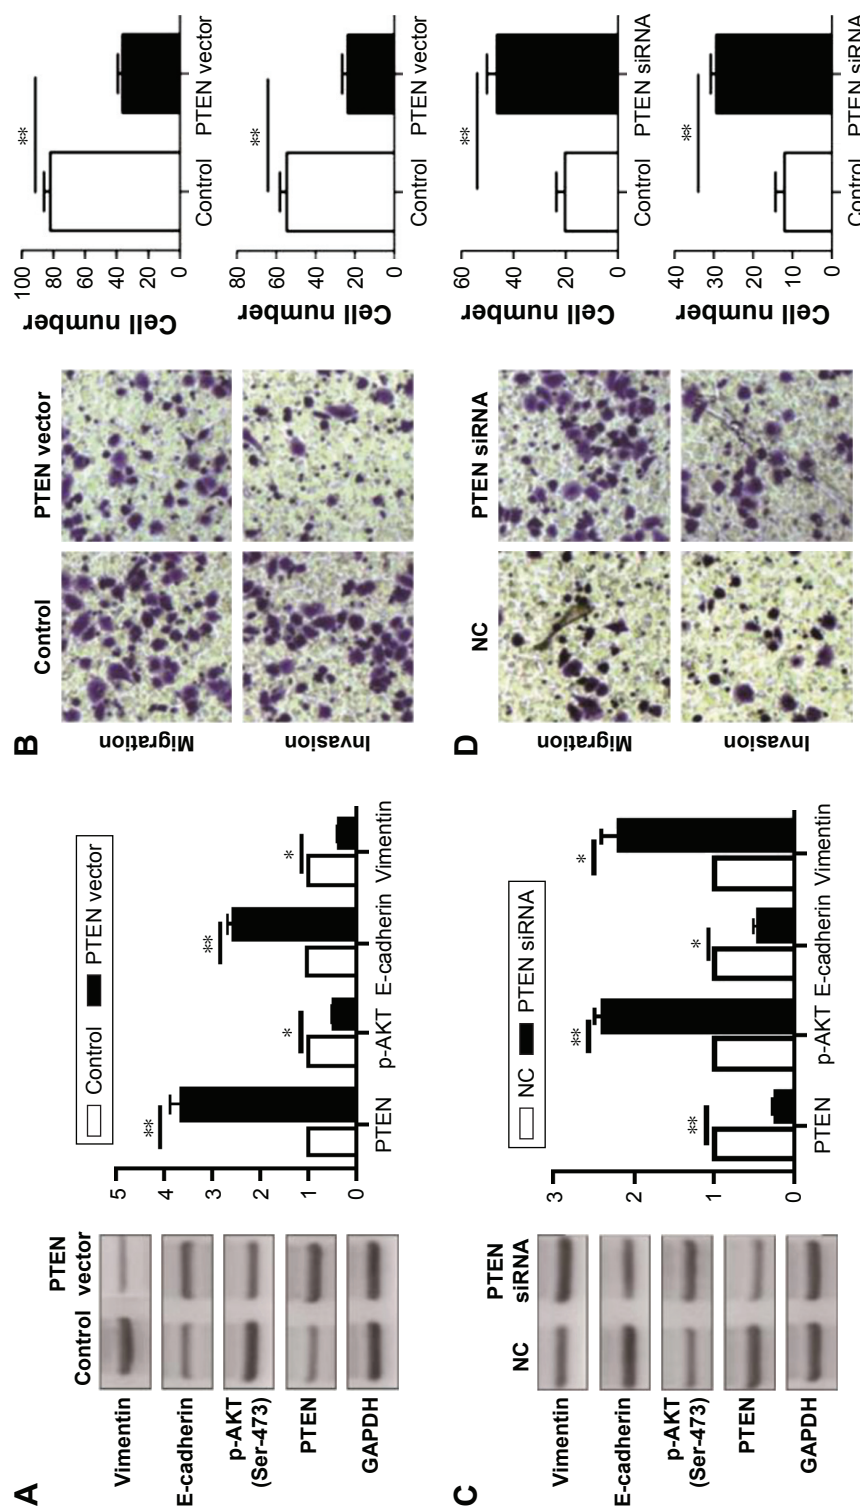 A
Control
PTEN
vector
Vimentin
E-cadherin
p-AKT
(Ser-473)
PTEN
GAPDH
Control
PTEN vector
5
4
3
2
1
0
**
*
**
*
PTEN
p-AKT
E-cadherin
Vimentin
B
Control
PTEN vector
Migration
Invasion
Cell number
100
80
60
40
20
0
**
Control
PTEN vector
Cell number
80
60
40
20
0
**
Control
PTEN vector
C
NC
PTEN
siRNA
Vimentin
E-cadherin
p-AKT
(Ser-473)
PTEN
GAPDH
NC
PTEN siRNA
3
2
1
0
**
**
*
*
PTEN
p-AKT
E-cadherin
Vimentin
D
NC
PTEN siRNA
Migration
Invasion
Cell number
60
40
20
0
**
Control
PTEN siRNA
Cell number
40
30
20
10
0
**
Control
PTEN siRNA